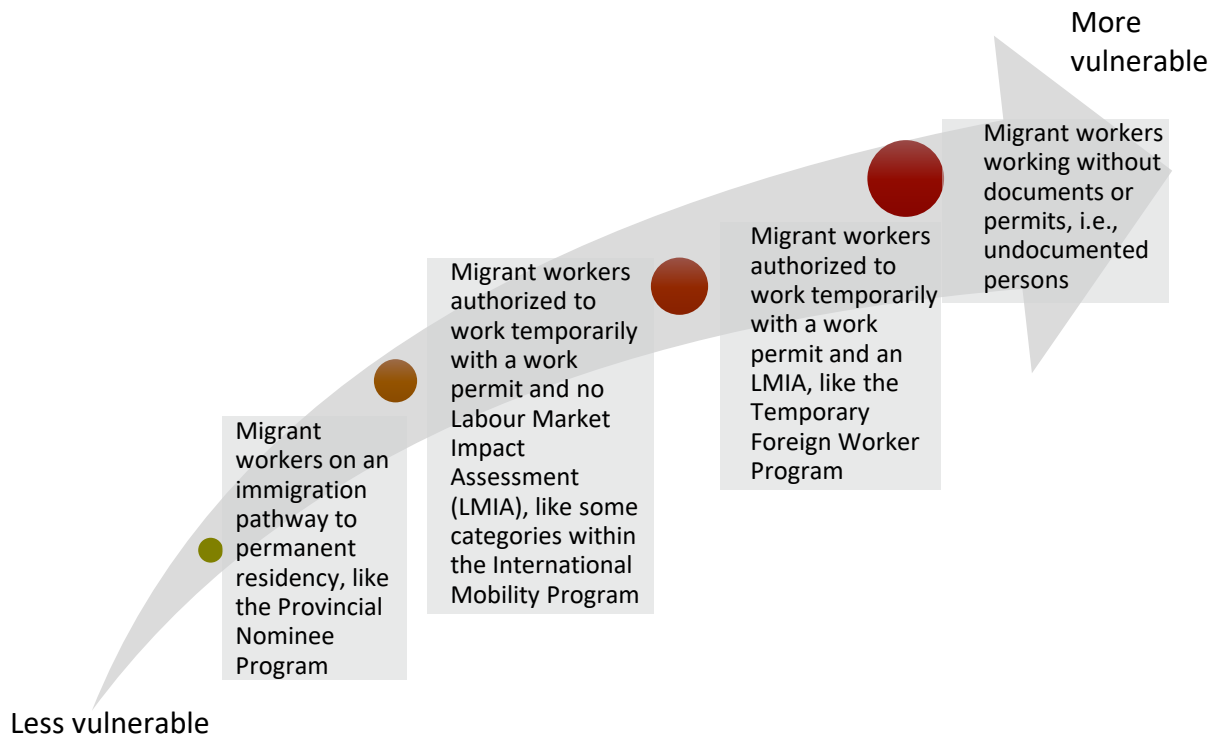 More
vulnerable
Migrant workers
working without
documents or
permits, i.e.,
undocumented
persons
Migrant workers
authorized to
work temporarily
with a work
permit and an
LMIA, like the
Temporary
Foreign Worker
Program
Migrant workers
authorized to
work temporarily
with a work
permit and no
Labour Market
Impact
Assessment
(LMIA), like some
categories within
the International
Mobility Program
Migrant
workers on an
immigration
pathway to
permanent
residency, like
the Provincial
Nominee
Program
Less vulnerable